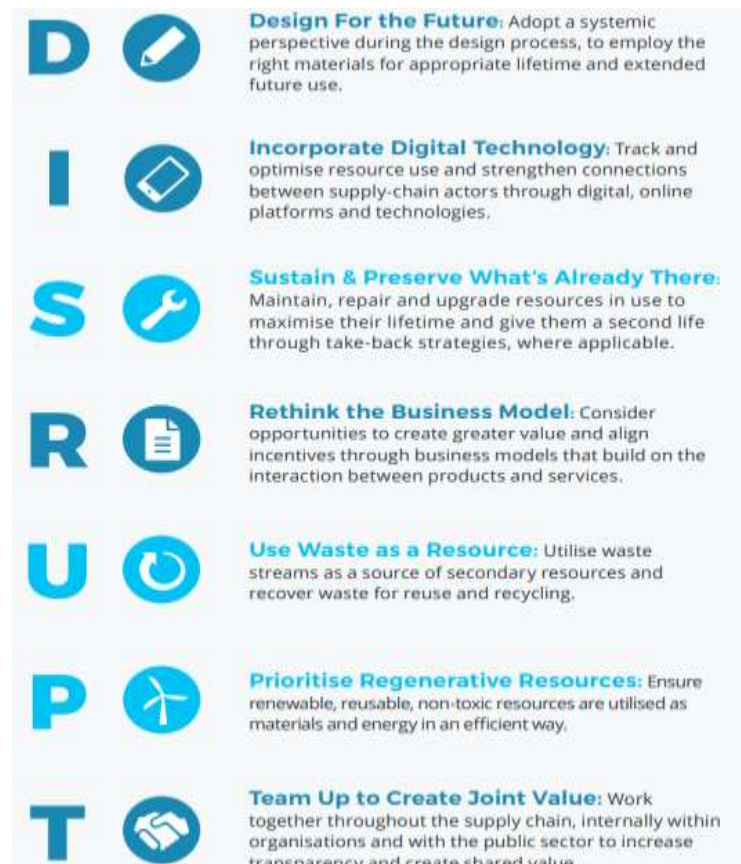 D
Design For the Future: Adopt a systemic
perspective during the design process, to employ the
right materials for appropriate lifetime and extended
future use.
I
Incorporate Digital Technology: Track and
optimise resource use and strengthen connections
between supply-chain actors through digital, online
platforms and technologies.
S
Sustain & Preserve What's Already There:
Maintain, repair and upgrade resources in use to
maximise their lifetime and give them a second life
through take-back strategies, where applicable.
R
Rethink the Business Model: Consider
opportunities to create greater value and align
incentives through business models that build on the
interaction between products and services.
U
Use Waste as a Resource: Utilise waste
streams as a source of secondary resources and
recover waste for reuse and recycling.
P
Prioritise Regenerative Resources: Ensure
renewable, reusable, non-toxic resources are utilised as
materials and energy in an efficient way.
T
Team Up to Create Joint Value: Work
together throughout the supply chain, internally within
organisations and with the public sector to increase
transparency and create shared value